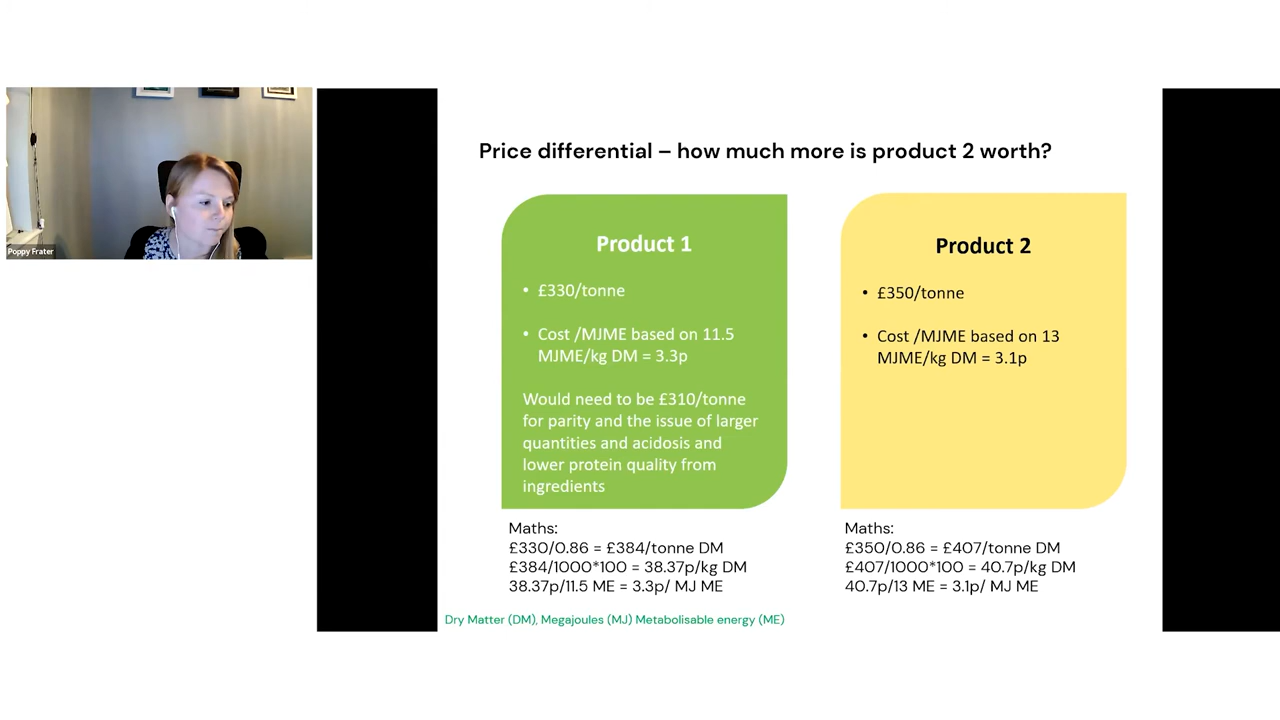 Poppy Frater
Price differential – how much more is product 2 worth?
Product 1
• £330/tonne
• Cost /MJME based on 11.5
MJME/kg DM = 3.3p
Would need to be £310/tonne
for parity and the issue of larger
quantities and acidosis and
lower protein quality from
ingredients
Maths:
£330/0.86 = £384/tonne DM
£384/1000*100 = 38.37p/kg DM
38.37p/11.5 ME = 3.3p/ MJ ME
Product 2
• £350/tonne
• Cost /MJME based on 13
MJME/kg DM = 3.1p
Maths:
£350/0.86 = £407/tonne DM
£407/1000*100 = 40.7p/kg DM
40.7p/13 ME = 3.1p/ MJ ME
Dry Matter (DM), Megajoules (MJ) Metabolisable energy (ME)